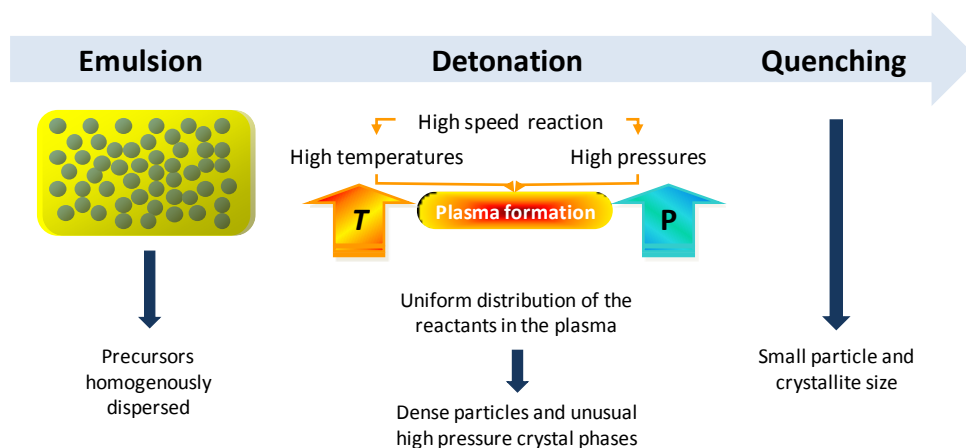 Emulsion
Detonation
Quenching
High speed reaction
High temperatures
High pressures
T
Plasma formation
P
Uniform distribution of the
reactants in the plasma
Precursors
homogenously
dispersed
Small particle and
crystallite size
Dense particles and unusual
high pressure crystal phases